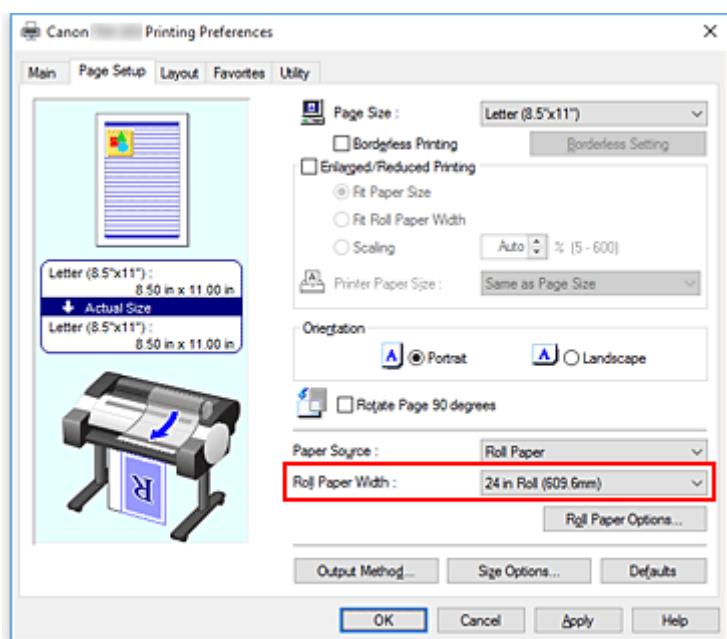 Canon Printing Preferences
Main Page Setup Layout Favorites Utility
Page Size : Letter (8.5"x11")
Borderless Printing Borderless Setting
Enlarged/Reduced Printing
Fit Paper Size
Fit Roll Paper Width
Scaling Auto % (5 - 600)
Printer Paper Size : Same as Page Size
Letter (8.5"x11") :
8.50 in x 11.00 in
Actual Size
Letter (8.5"x11") :
8.50 in x 11.00 in
Orientation
A Portrait A Landscape
Rotate Page 90 degrees
R
Paper Source : Roll Paper
Roll Paper Width : 24 in Roll (609.6mm)
Roll Paper Options...
Output Method... Size Options... Defaults
OK Cancel Apply Help